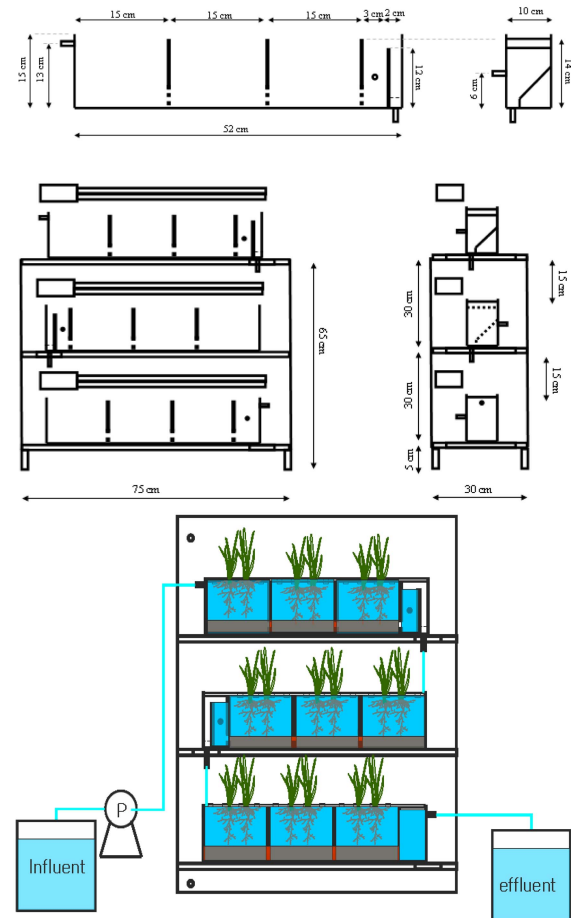 15 cm 15 cm 15 cm 3 cm 2 cm
10 cm
15 cm
13 cm
12 cm
6 cm
14 cm
52 cm
65 cm
30 cm
15 cm
30 cm
15 cm
5 cm
75 cm
30 cm
P
Influent
effluent